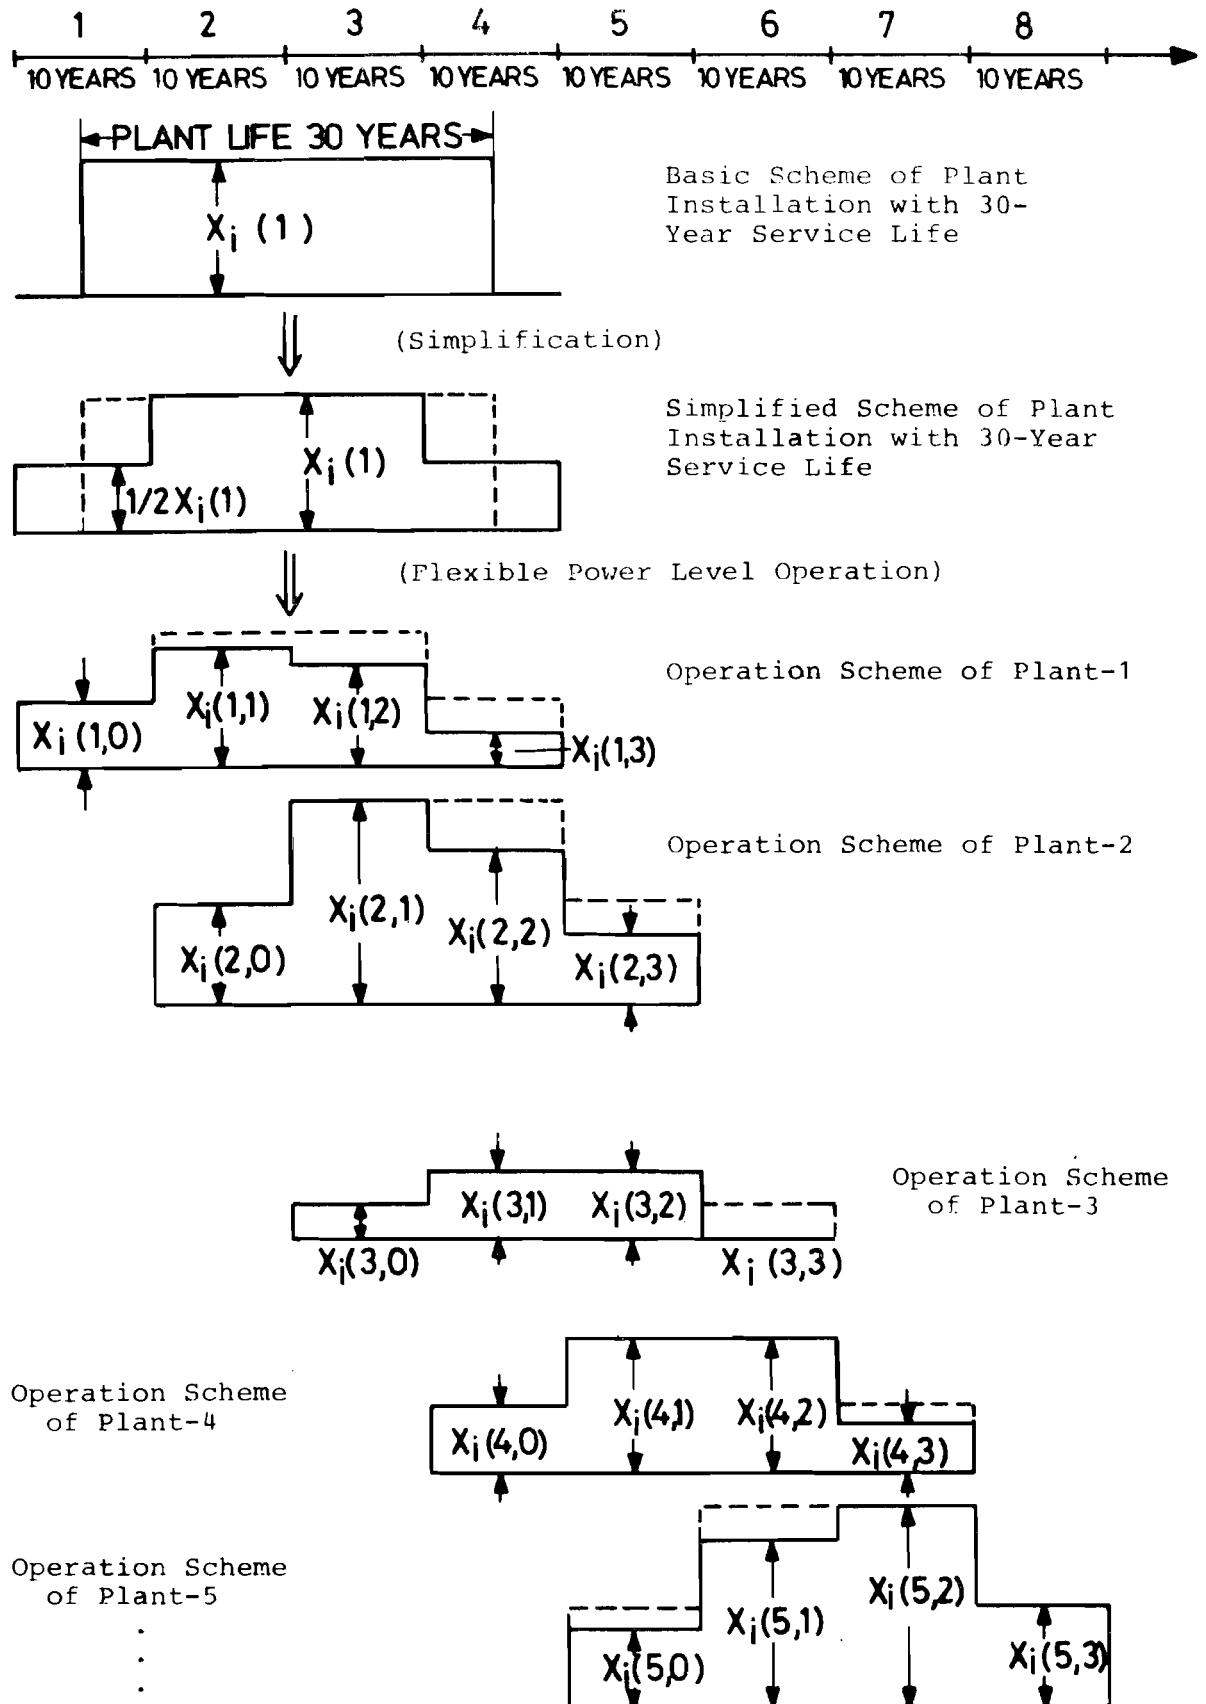 1 2 3 4 5 6 7 8
10 YEARS 10 YEARS 10 YEARS 10 YEARS 10 YEARS 10 YEARS 10 YEARS 10 YEARS
PLANT LIFE 30 YEARS
Xi (1)
Basic Scheme of Plant
Installation with 30-
Year Service Life
(Simplification)
Xi (1)
1/2 Xi (1)
Simplified Scheme of Plant
Installation with 30-Year
Service Life
(Flexible Power Level Operation)
Operation Scheme of Plant-1
Xi (1,0) Xi (1,1) Xi (1,2) Xi (1,3)
Operation Scheme of Plant-2
Xi (2,0) Xi (2,1) Xi (2,2) Xi (2,3)
Operation Scheme
of Plant-3
Xi (3,1) Xi (3,2)
Xi (3,0) Xi (3,3)
Operation Scheme
of Plant-4
Xi (4,0) Xi (4,1) Xi (4,2) Xi (4,3)
Operation Scheme
of Plant-5
Xi (5,0) Xi (5,1) Xi (5,2) Xi (5,3)